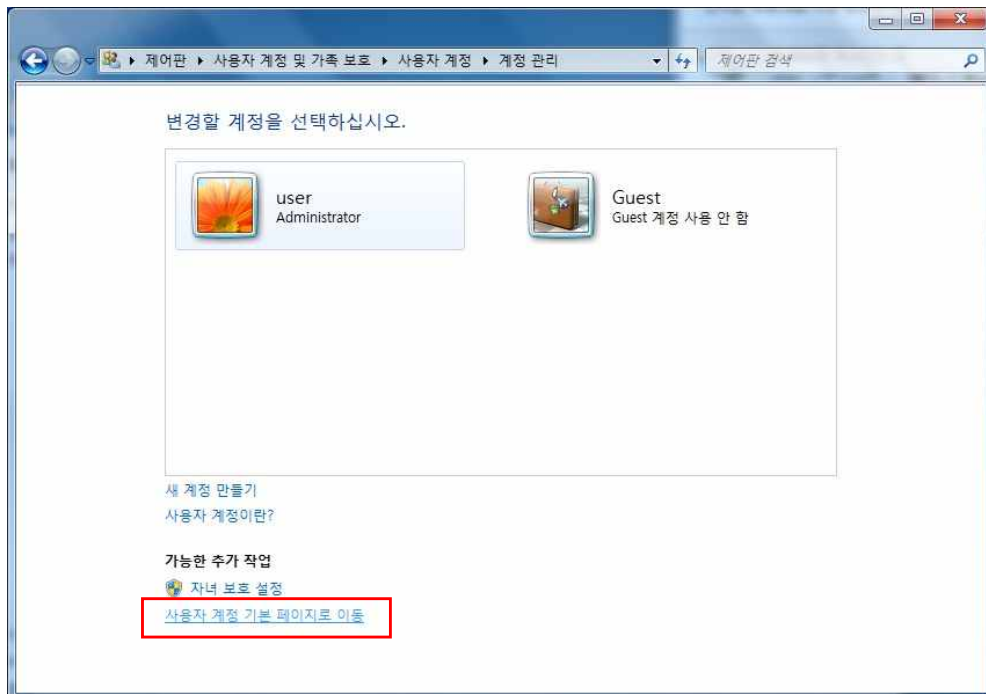 제어판 ▸ 사용자 계정 및 가족 보호 ▸ 사용자 계정 ▸ 계정 관리
제어판 검색
변경할 계정을 선택하십시오.
user
Administrator
Guest
Guest 계정 사용 안 함
새 계정 만들기
사용자 계정이란?
가능한 추가 작업
자녀 보호 설정
사용자 계정 기본 페이지로 이동